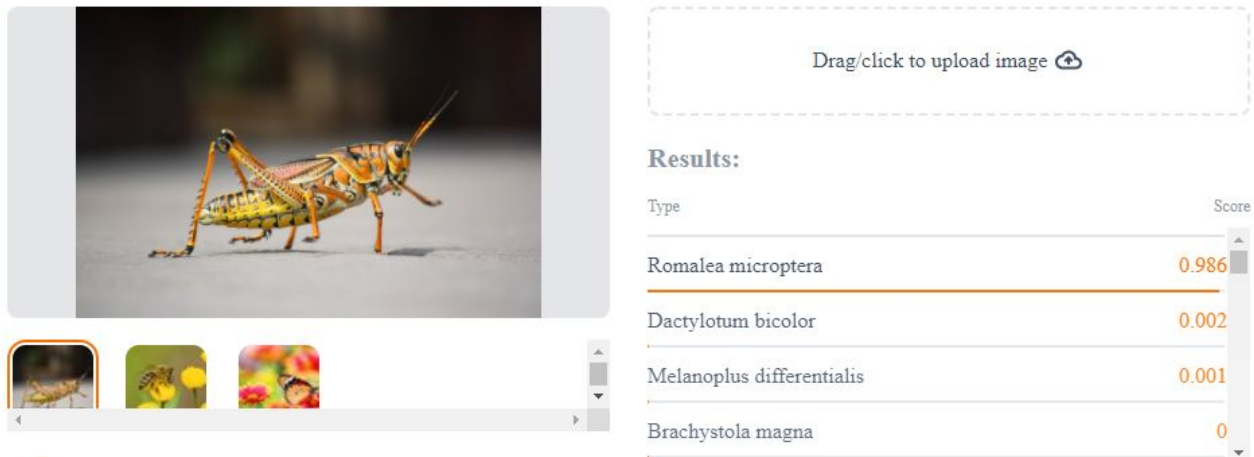 Drag/click to upload image
Results:
Type Score
Romalea microptera 0.986
Dactylotum bicolor 0.002
Melanoplus differentialis 0.001
Brachystola magna 0